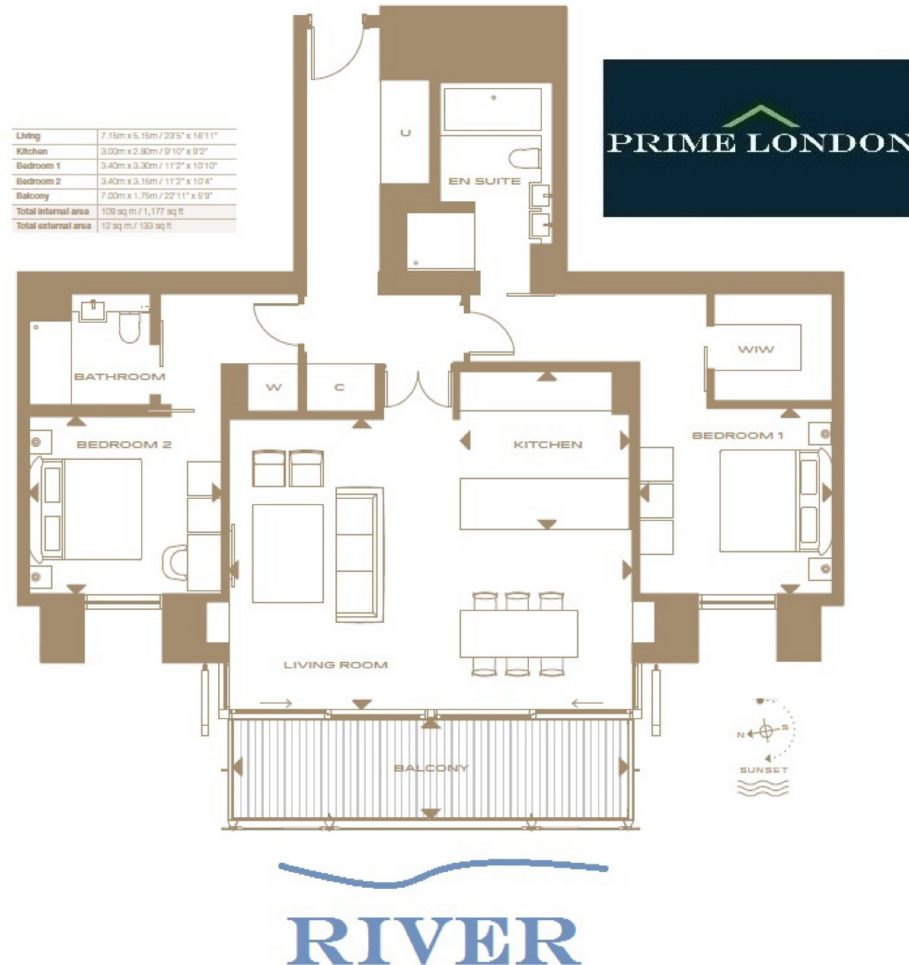 PRIME LONDON
Living 7.15m x 5.15m / 23'5" x 16'11"
Kitchen 3.00m x 2.80m / 9'10" x 9'2"
Bedroom 1 3.40m x 3.30m / 11'2" x 10'10"
Bedroom 2 3.40m x 3.15m / 11'2" x 10'4"
Balcony 7.00m x 1.75m / 22'11" x 5'9"
Total internal area 109 sq m / 1,177 sq ft
Total external area 12 sq m / 133 sq ft
U
EN SUITE
BATHROOM
W
C
WIW
BEDROOM 2
KITCHEN
BEDROOM 1
LIVING ROOM
N S
SUNSET
BALCONY
RIVER